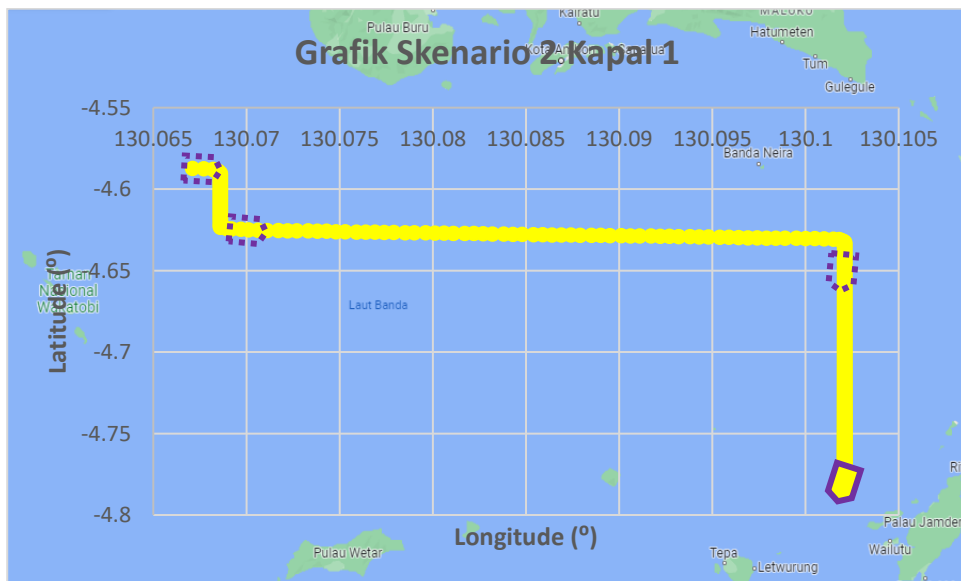 MALUKU
Kairatu
Pulau Buru
Hatumeten
Grafik Skenario 2 Kapal 1
Tum
Gulegule
-4.55
130.065 130.07 130.075 130.08 130.085 130.09 130.095 130.1 130.105
Banda Neira
-4.6
-4.65
Taman
Nasional
Wakatobi
Laut Banda
Latitude (⁰)
-4.7
-4.75
-4.8
Longitude (⁰)
Palau Jamden
Pulau Wetar
Tepa
Wailutu
Letwurung